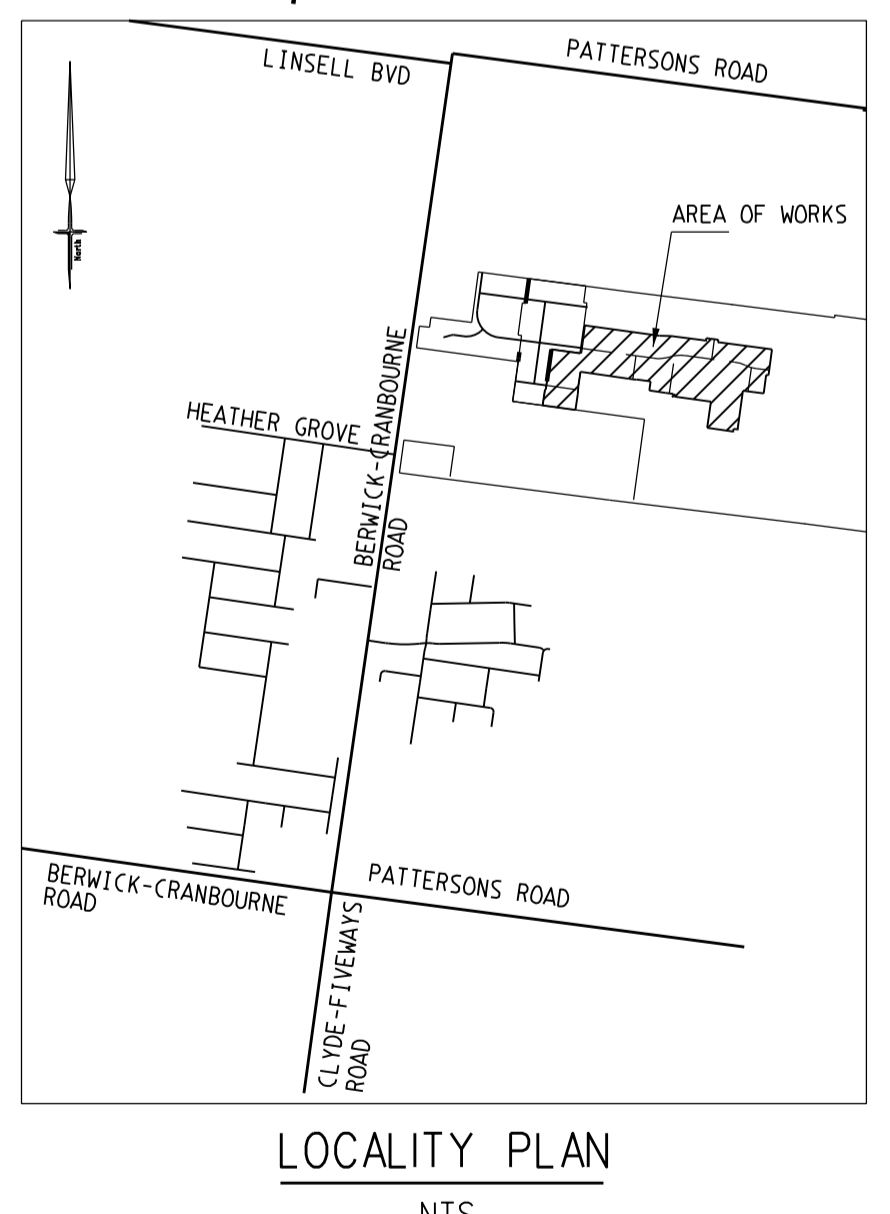 LINSELL BVD
PATTERSONS ROAD
North
AREA OF WORKS
HEATHER GROVE
BERWICK-CRANBOURNE
ROAD
BERWICK-CRANBOURNE
ROAD
PATTERSONS ROAD
CLYDE-FIVEWAYS
ROAD
LOCALITY PLAN
NTS